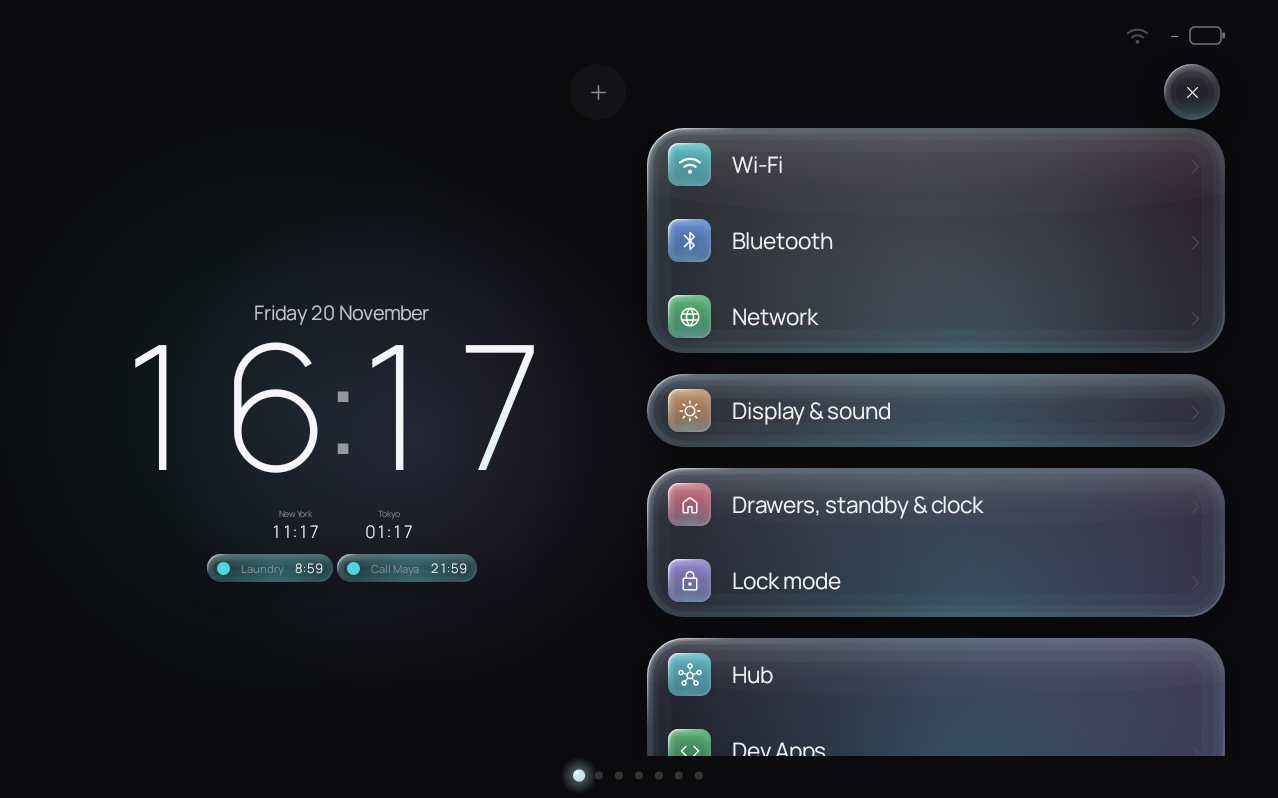 Friday 20 November
16:17
New York Tokyo
11:17 01:17
Laundry 8:59 Call Maya 21:59
Wi-Fi
Bluetooth
Network
Display & sound
Drawers, standby & clock
Lock mode
Hub
Dev Apps